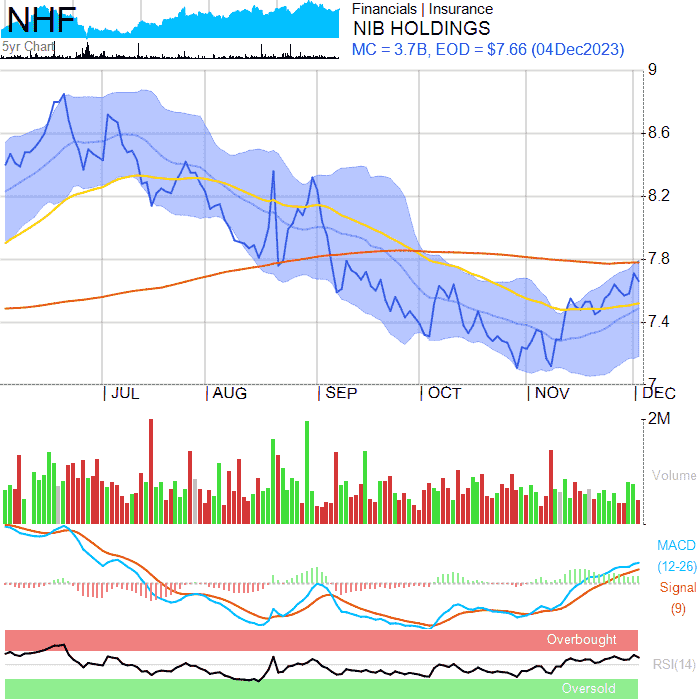 NHF
5yr Chart
Financials | Insurance
NIB HOLDINGS
MC = 3.7B, EOD = $7.66 (04Dec2023)
9
8.6
8.2
7.8
7.4
7
| JUL | AUG | SEP | OCT | NOV | DEC
2M
Volume
MACD
(12-26)
Signal
(9)
Overbought
RSI(14)
Oversold